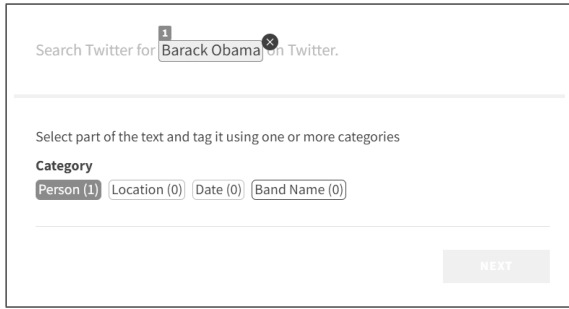 1
Search Twitter for Barack Obama on Twitter.
Select part of the text and tag it using one or more categories
Category
Person (1) Location (0) Date (0) Band Name (0)
NEXT